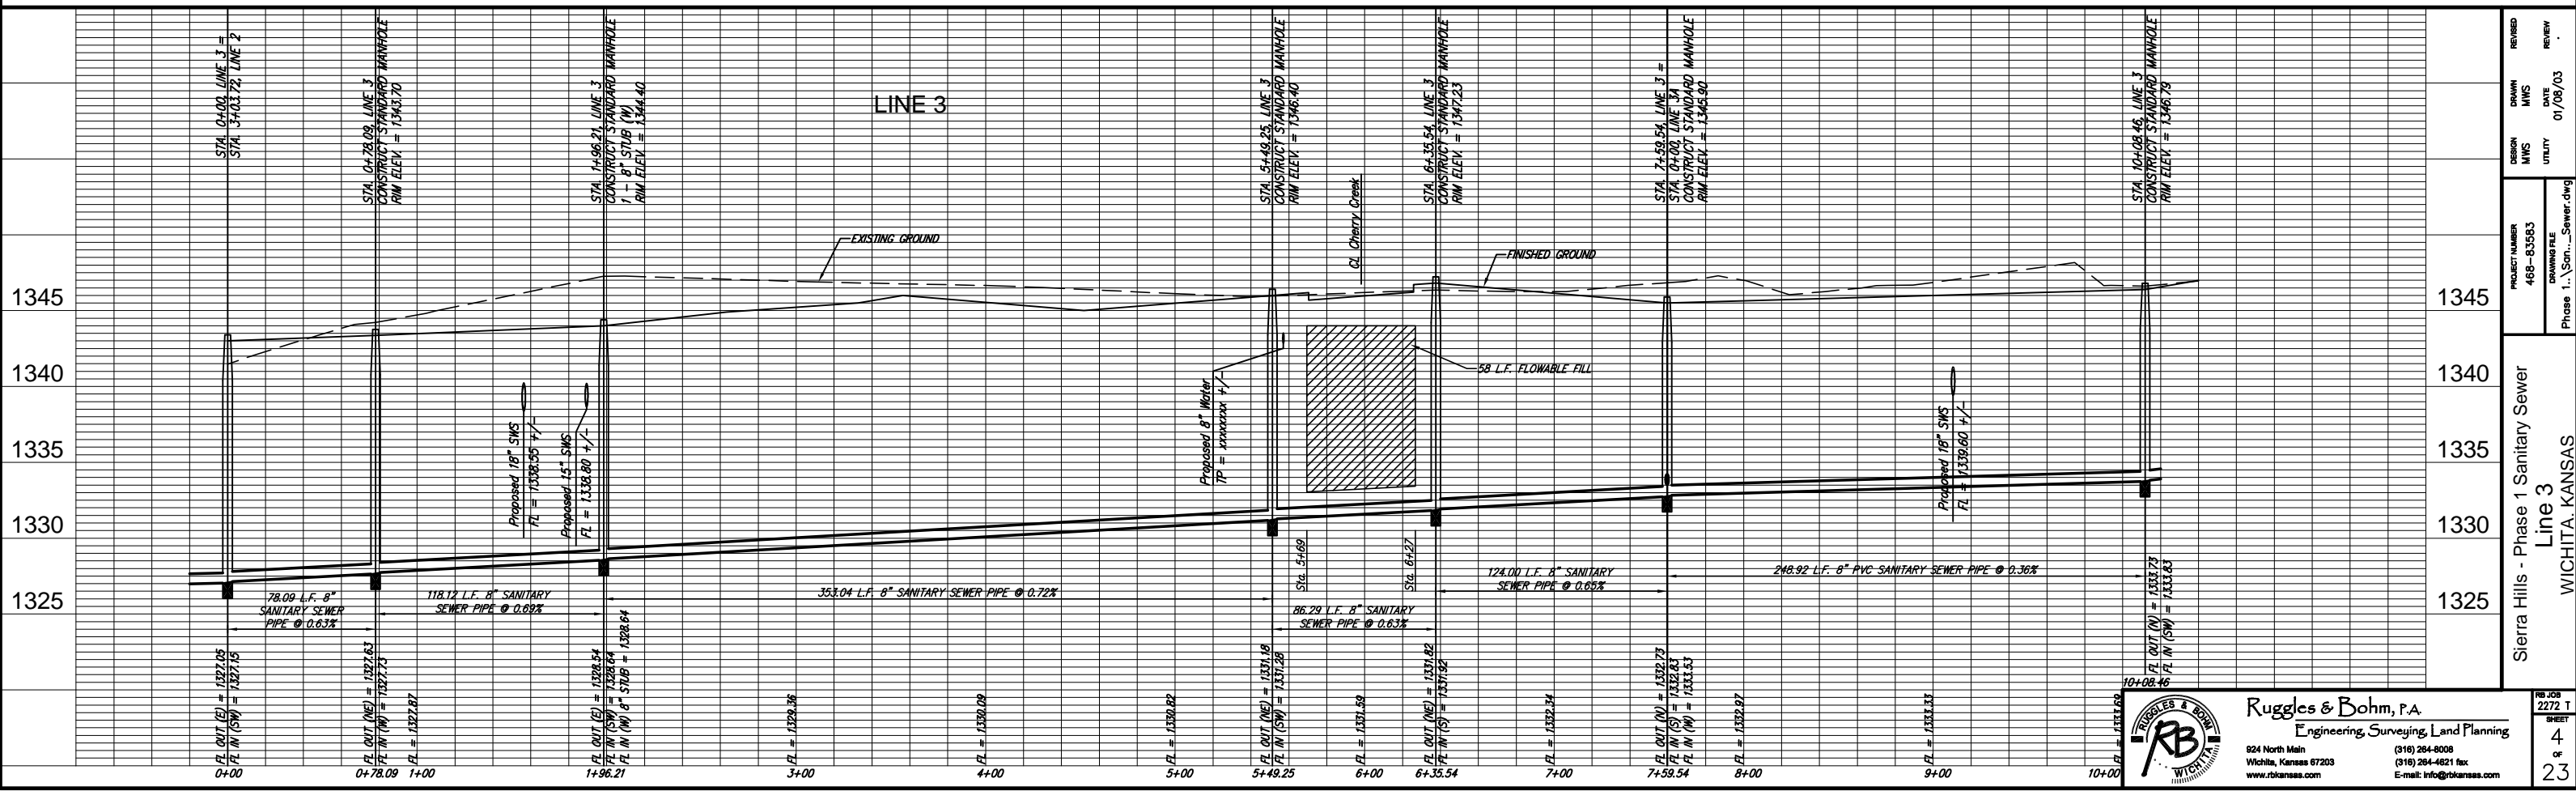 STA. 0+00, LINE 3 =
STA. 3+03.72, LINE 2
STA. 0+78.09, LINE 3
CONSTRUCT STANDARD MANHOLE
RIM ELEV. = 1343.70
STA. 1+96.21, LINE 3
CONSTRUCT STANDARD MANHOLE
1 - 8" STUB (W)
RIM ELEV. = 1344.40
LINE 3
STA. 5+49.25, LINE 3
CONSTRUCT STANDARD MANHOLE
RIM ELEV. = 1346.40
CL Cherry Creek
STA. 6+35.54, LINE 3
CONSTRUCT STANDARD MANHOLE
RIM ELEV. = 1347.23
STA. 7+59.54, LINE 3 =
STA. 0+00, LINE 3A
CONSTRUCT STANDARD MANHOLE
RIM ELEV. = 1345.90
STA. 10+08.46, LINE 3
CONSTRUCT STANDARD MANHOLE
RIM ELEV. = 1346.79
EXISTING GROUND
FINISHED GROUND
58 L.F. FLOWABLE FILL
1345
1340
1335
1330
1325
1345
1340
1335
1330
1325
Proposed 18" SWS
FL = 1338.55 +/-
Proposed 15" SWS
FL = 1338.80 +/-
Proposed 8" Water
TP = xxxxxxx +/-
Proposed 18" SWS
FL = 1339.60 +/-
Sta. 5+69
Sta. 6+27
78.09 L.F. 8"
SANITARY SEWER
PIPE @ 0.63%
118.12 L.F. 8" SANITARY
SEWER PIPE @ 0.69%
353.04 L.F. 8" SANITARY SEWER PIPE @ 0.72%
86.29 L.F. 8" SANITARY
SEWER PIPE @ 0.63%
124.00 L.F. 8" SANITARY
SEWER PIPE @ 0.65%
248.92 L.F. 8" PVC SANITARY SEWER PIPE @ 0.36%
FL OUT (E) = 1327.05
FL IN (SW) = 1327.15
FL OUT (NE) = 1327.63
FL IN (W) = 1327.73
FL = 1327.87
FL OUT (E) = 1328.54
FL IN (SW) = 1328.64
FL IN (W) 8" STUB = 1328.64
FL = 1329.36
FL = 1330.09
FL = 1330.82
FL OUT (NE) = 1331.18
FL IN (SW) = 1331.28
FL = 1331.59
FL OUT (NE) = 1331.82
FL IN (S) = 1331.92
FL = 1332.34
FL OUT (N) = 1332.73
FL IN (S) = 1332.83
FL IN (W) = 1333.53
FL = 1332.97
FL = 1333.33
FL = 1333.69
FL OUT (N) = 1333.73
FL IN (SW) = 1333.83
10+08.46
0+00
0+78.09
1+00
1+96.21
3+00
4+00
5+00
5+49.25
6+00
6+35.54
7+00
7+59.54
8+00
9+00
10+00
REVISED
REVIEW
DRAWN
MWS
DATE
01/08/03
DESIGN
MWS
UTILITY
PROJECT NUMBER
468-83583
DRAWING FILE
Phase 1..\San..._Sewer.dwg
Sierra Hills - Phase 1 Sanitary Sewer
Line 3
WICHITA, KANSAS
RUGGLES & BOHM
RB
WICHITA
Ruggles & Bohm, P.A.
Engineering, Surveying, Land Planning
924 North Main
Wichita, Kansas 67203
www.rbkansas.com
(316) 264-8008
(316) 264-4621 fax
E-mail: info@rbkansas.com
RB JOB
2272 T
SHEET
4
OF
23